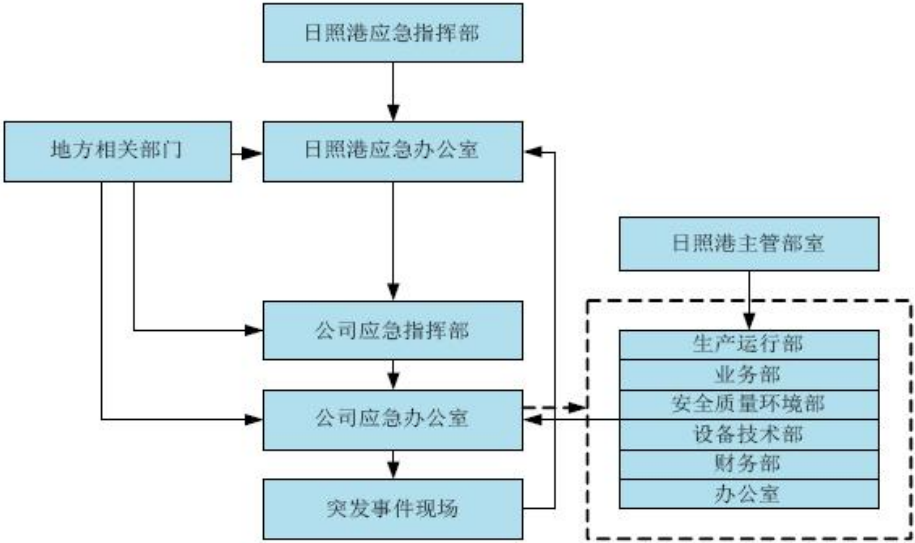 日照港应急指挥部
地方相关部门
日照港应急办公室
日照港主管部室
公司应急指挥部
生产运行部
业务部
安全质量环境部
公司应急办公室
设备技术部
财务部
办公室
突发事件现场